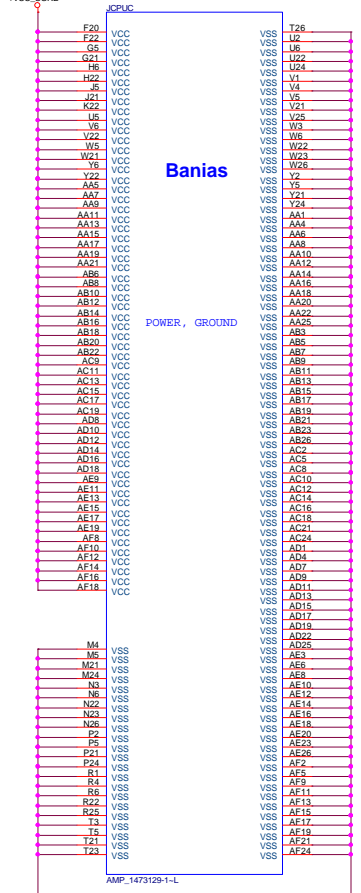 JCPUC
F20 VCC VSS T26
F22 VCC VSS U2
G5 VCC VSS U6
G21 VCC VSS U22
H6 VCC VSS U24
H22 VCC VSS V1
J5 VCC VSS V4
J21 VCC VSS V5
K22 VCC VSS V21
U5 VCC VSS V25
V6 VCC VSS W3
V22 VCC VSS W6
W5 VCC VSS W22
W21 VCC VSS W23
Y6 VCC VSS W26
Banias
Y22 VCC VSS Y2
AA5 VCC VSS Y5
AA7 VCC VSS Y21
AA9 VCC VSS Y24
AA11 VCC VSS AA1
AA13 VCC VSS AA4
AA15 VCC VSS AA6
AA17 VCC VSS AA8
AA19 VCC VSS AA10
AA21 VCC VSS AA12
AB6 VCC VSS AA14
AB8 VCC VSS AA16
AB10 VCC VSS AA18
AB12 VCC VSS AA20
AB14 VCC VSS AA22
AB16 VCC VSS AA25
POWER, GROUND
AB18 VCC VSS AB3
AB20 VCC VSS AB5
AB22 VCC VSS AB7
AC9 VCC VSS AB9
AC11 VCC VSS AB11
AC13 VCC VSS AB13
AC15 VCC VSS AB15
AC17 VCC VSS AB17
AC19 VCC VSS AB19
AD8 VCC VSS AB21
AD10 VCC VSS AB23
AD12 VCC VSS AB26
AD14 VCC VSS AC2
AD16 VCC VSS AC5
AD18 VCC VSS AC8
AE9 VCC VSS AC10
AE11 VCC VSS AC12
AE13 VCC VSS AC14
AE15 VCC VSS AC16
AE17 VCC VSS AC18
AE19 VCC VSS AC21
AF8 VCC VSS AC24
AF10 VCC VSS AD1
AF12 VCC VSS AD4
AF14 VCC VSS AD7
AF16 VCC VSS AD9
AF18 VCC VSS AD11
VSS AD13
VSS AD15
VSS AD17
VSS AD19
VSS AD22
M4 VSS VSS AD25
M5 VSS VSS AE3
M21 VSS VSS AE6
M24 VSS VSS AE8
N3 VSS VSS AE10
N6 VSS VSS AE12
N22 VSS VSS AE14
N23 VSS VSS AE16
N26 VSS VSS AE18
P2 VSS VSS AE20
P5 VSS VSS AE23
P21 VSS VSS AE26
P24 VSS VSS AF2
R1 VSS VSS AF5
R4 VSS VSS AF9
R6 VSS VSS AF11
R22 VSS VSS AF13
R25 VSS VSS AF15
T3 VSS VSS AF17
T5 VSS VSS AF19
T21 VSS VSS AF21
T23 VSS VSS AF24
AMP_1473129-1~L